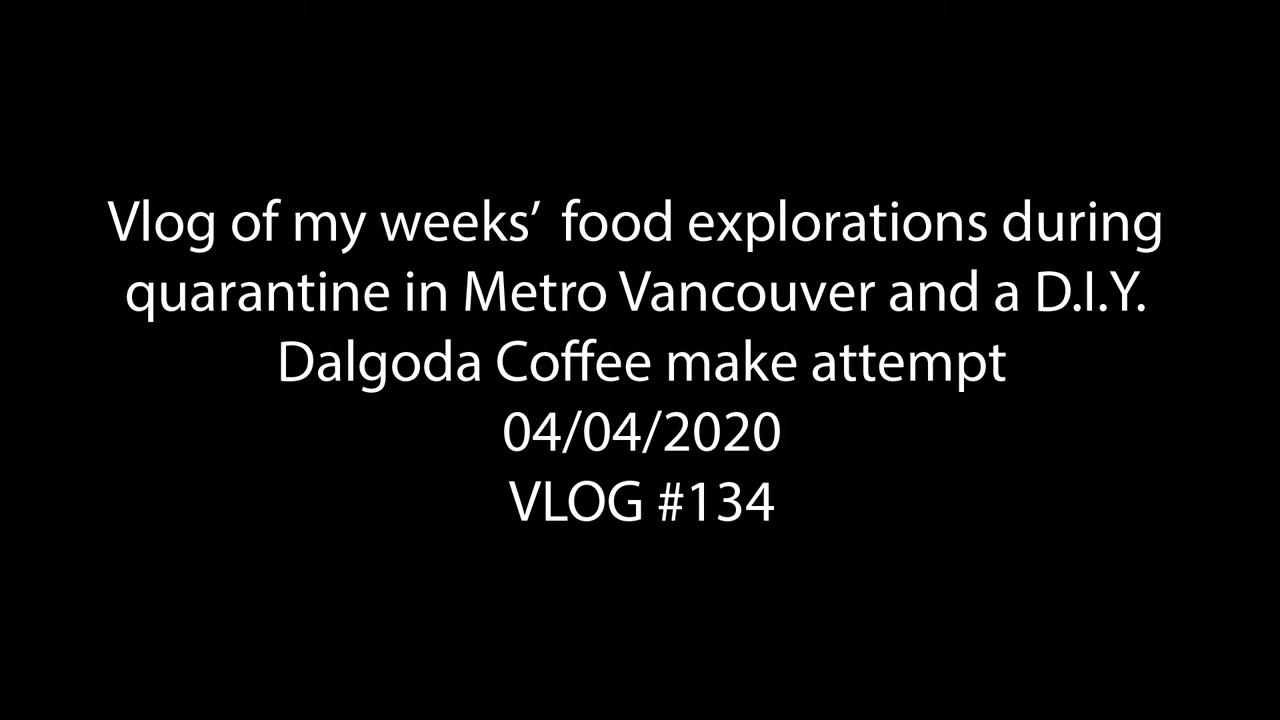 Vlog of my weeks’ food explorations during
quarantine in Metro Vancouver and a D.I.Y.
Dalgoda Coffee make attempt
04/04/2020
VLOG #134